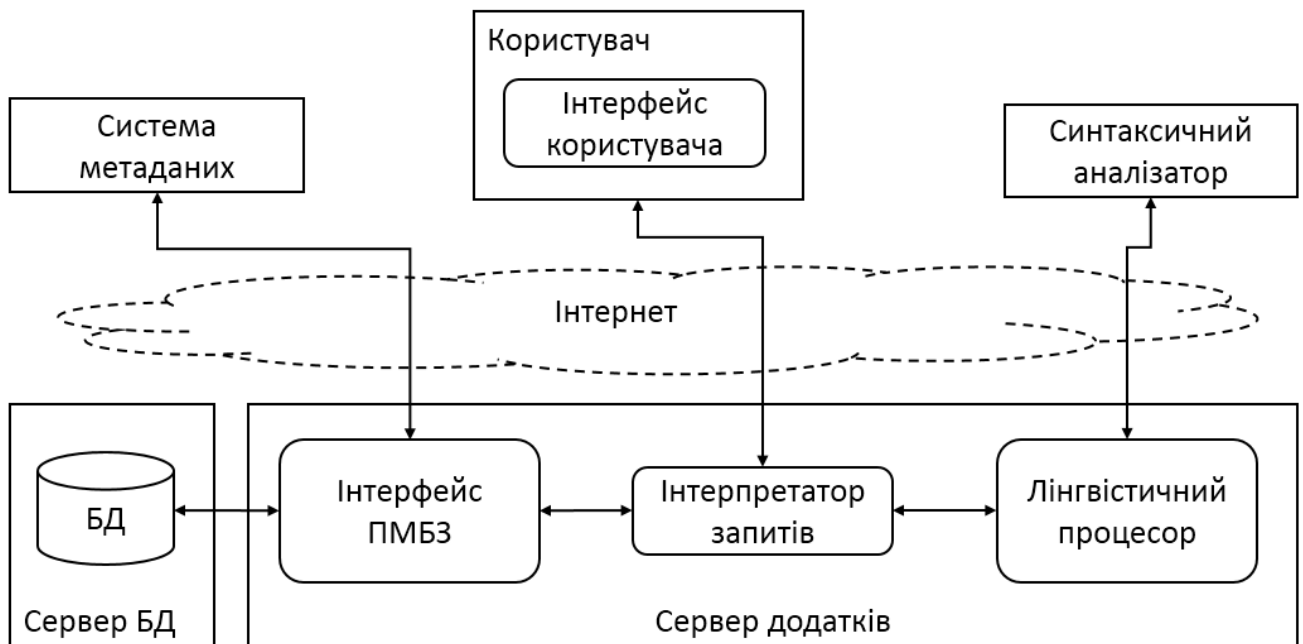 Користувач
Інтерфейс
користувача
Система
метаданих
Синтаксичний
аналізатор
Інтернет
БД
Інтерфейс
ПМБЗ
Інтерпретатор
запитів
Лінгвістичний
процесор
Сервер БД
Сервер додатків